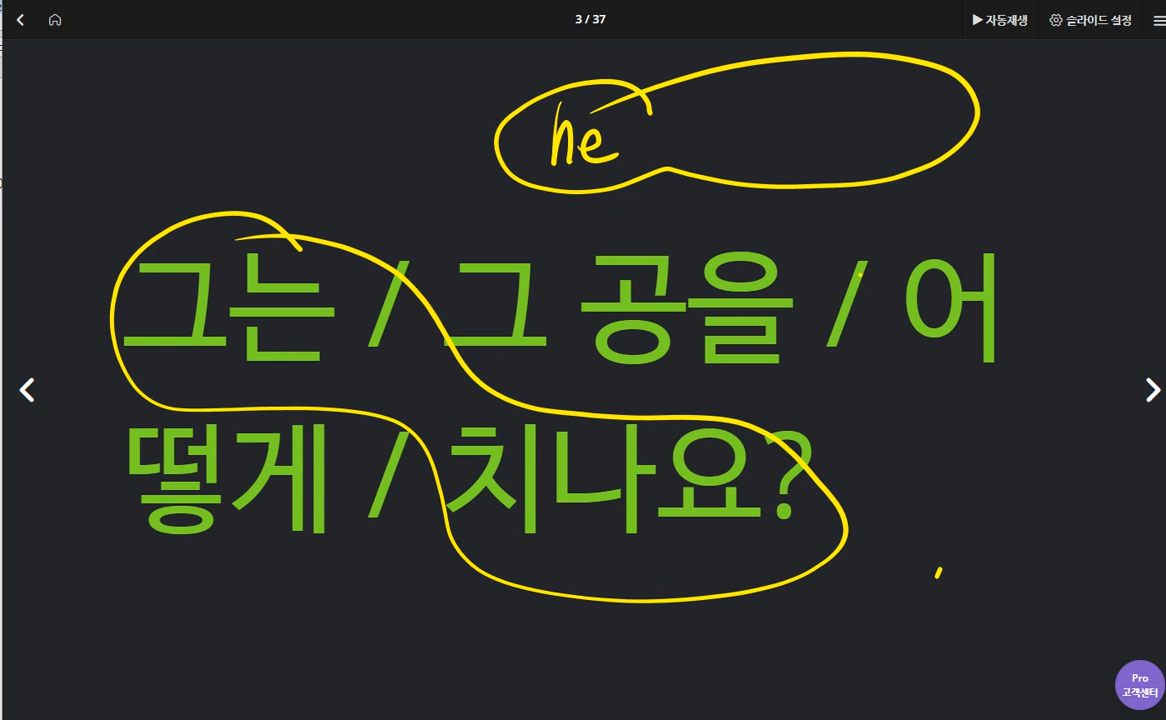 3 / 37
자동재생
슬라이드 설정
he
그는 / 그 공을 / 어
떻게 / 치나요?
Pro
고객센터